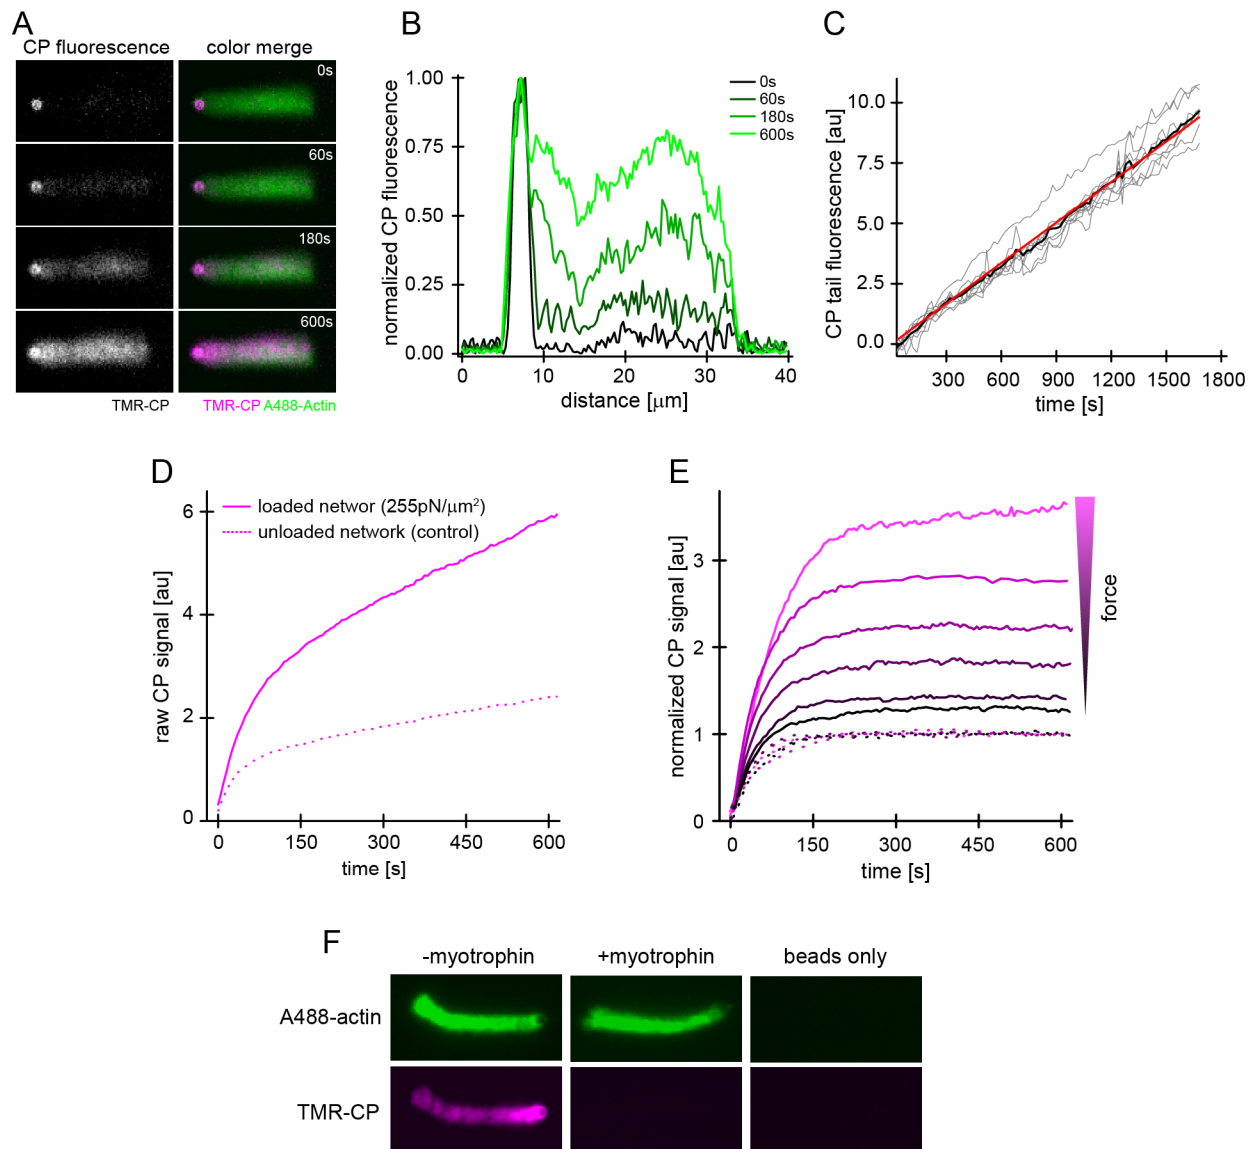 A
CP fluorescence
color merge
0s
60s
180s
600s
TMR-CP
TMR-CP A488-Actin
B
normalized CP fluorescence
1.00
0.75
0.50
0.25
0.00
0
10
20
30
40
distance [μm]
0s
60s
180s
600s
C
CP tail fluorescence [au]
10.0
7.5
5.0
2.5
0.0
300
600
900
1200
1500
1800
time [s]
D
raw CP signal [au]
6
4
2
0
loaded networ (255pN/μm²)
unloaded network (control)
0
150
300
450
600
time [s]
E
normalized CP signal [au]
3
2
1
0
0
150
300
450
600
time [s]
force
F
-myotrophin
+myotrophin
beads only
A488-actin
TMR-CP